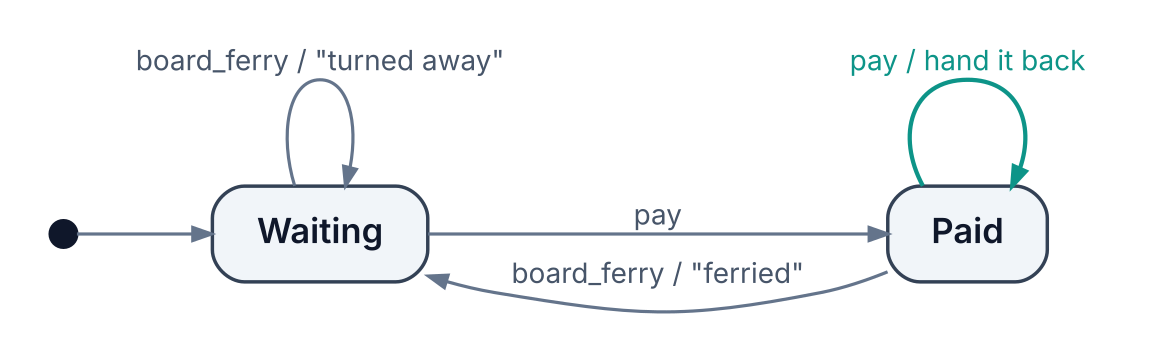 board_ferry / "turned away"
pay / hand it back
Waiting
pay
Paid
board_ferry / "ferried"